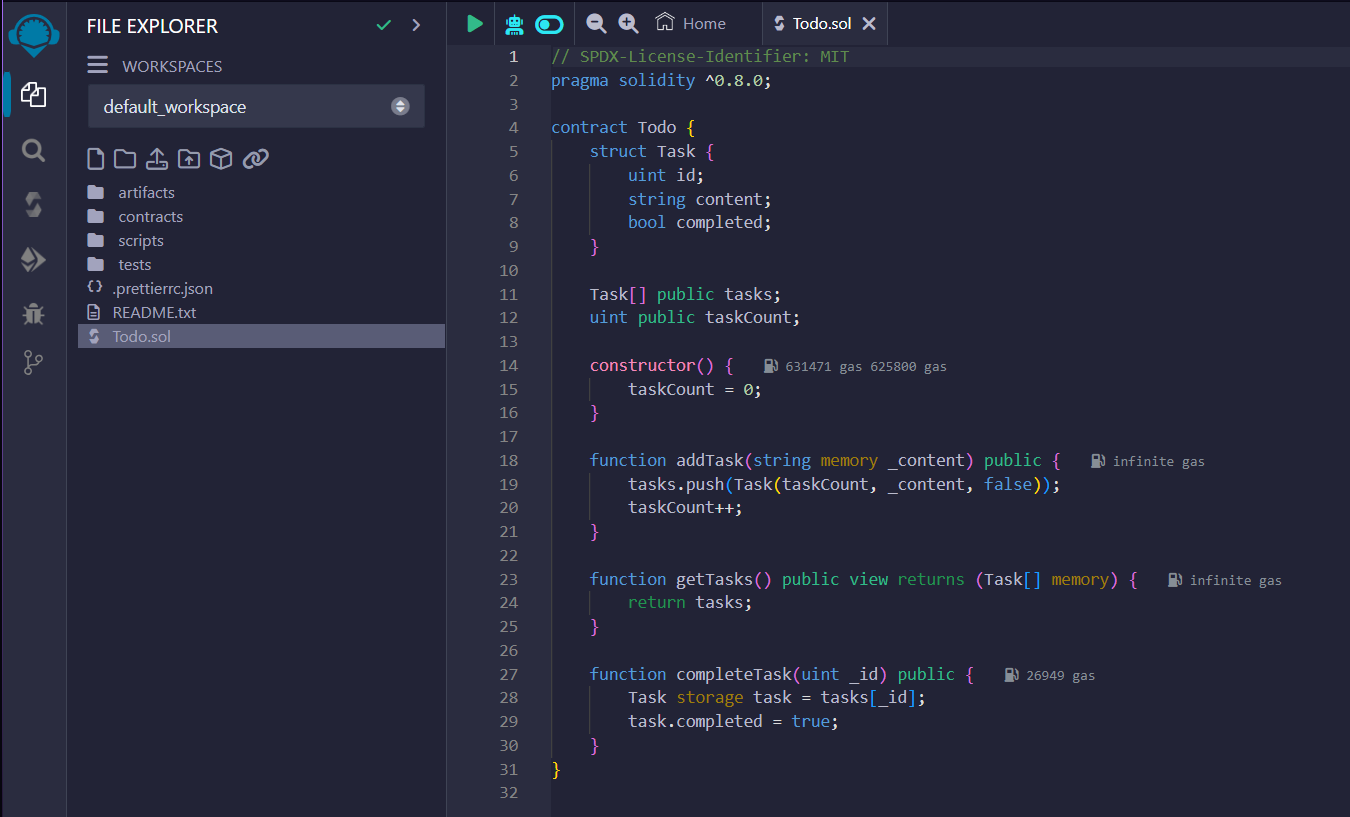 FILE EXPLORER
WORKSPACES
default_workspace
artifacts
contracts
scripts
tests
.prettierrc.json
README.txt
Todo.sol
Home
Todo.sol
1 // SPDX-License-Identifier: MIT
2 pragma solidity ^0.8.0;
3
4 contract Todo {
5     struct Task {
6         uint id;
7         string content;
8         bool completed;
9     }
10
11     Task[] public tasks;
12     uint public taskCount;
13
14     constructor() { 631471 gas 625800 gas
15         taskCount = 0;
16     }
17
18     function addTask(string memory _content) public { infinite gas
19         tasks.push(Task(taskCount, _content, false));
20         taskCount++;
21     }
22
23     function getTasks() public view returns (Task[] memory) { infinite gas
24         return tasks;
25     }
26
27     function completeTask(uint _id) public { 26949 gas
28         Task storage task = tasks[_id];
29         task.completed = true;
30     }
31 }
32